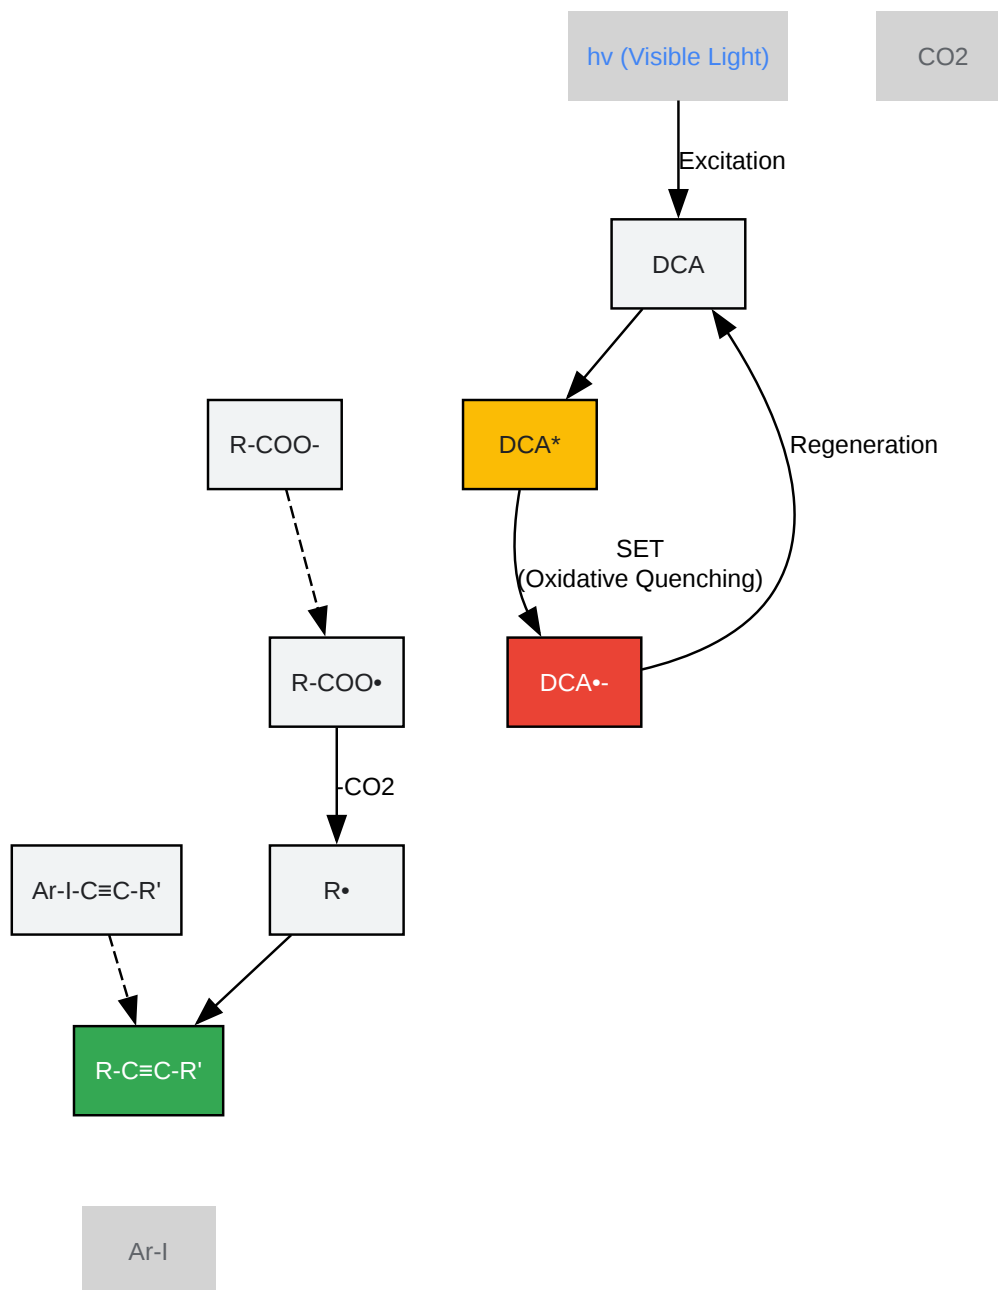 hv (Visible Light)
CO2
Excitation
DCA
R-COO-
DCA*
Regeneration
SET
(Oxidative Quenching)
R-COO•
DCA•-
-CO2
Ar-I-C≡C-R'
R•
R-C≡C-R'
Ar-I